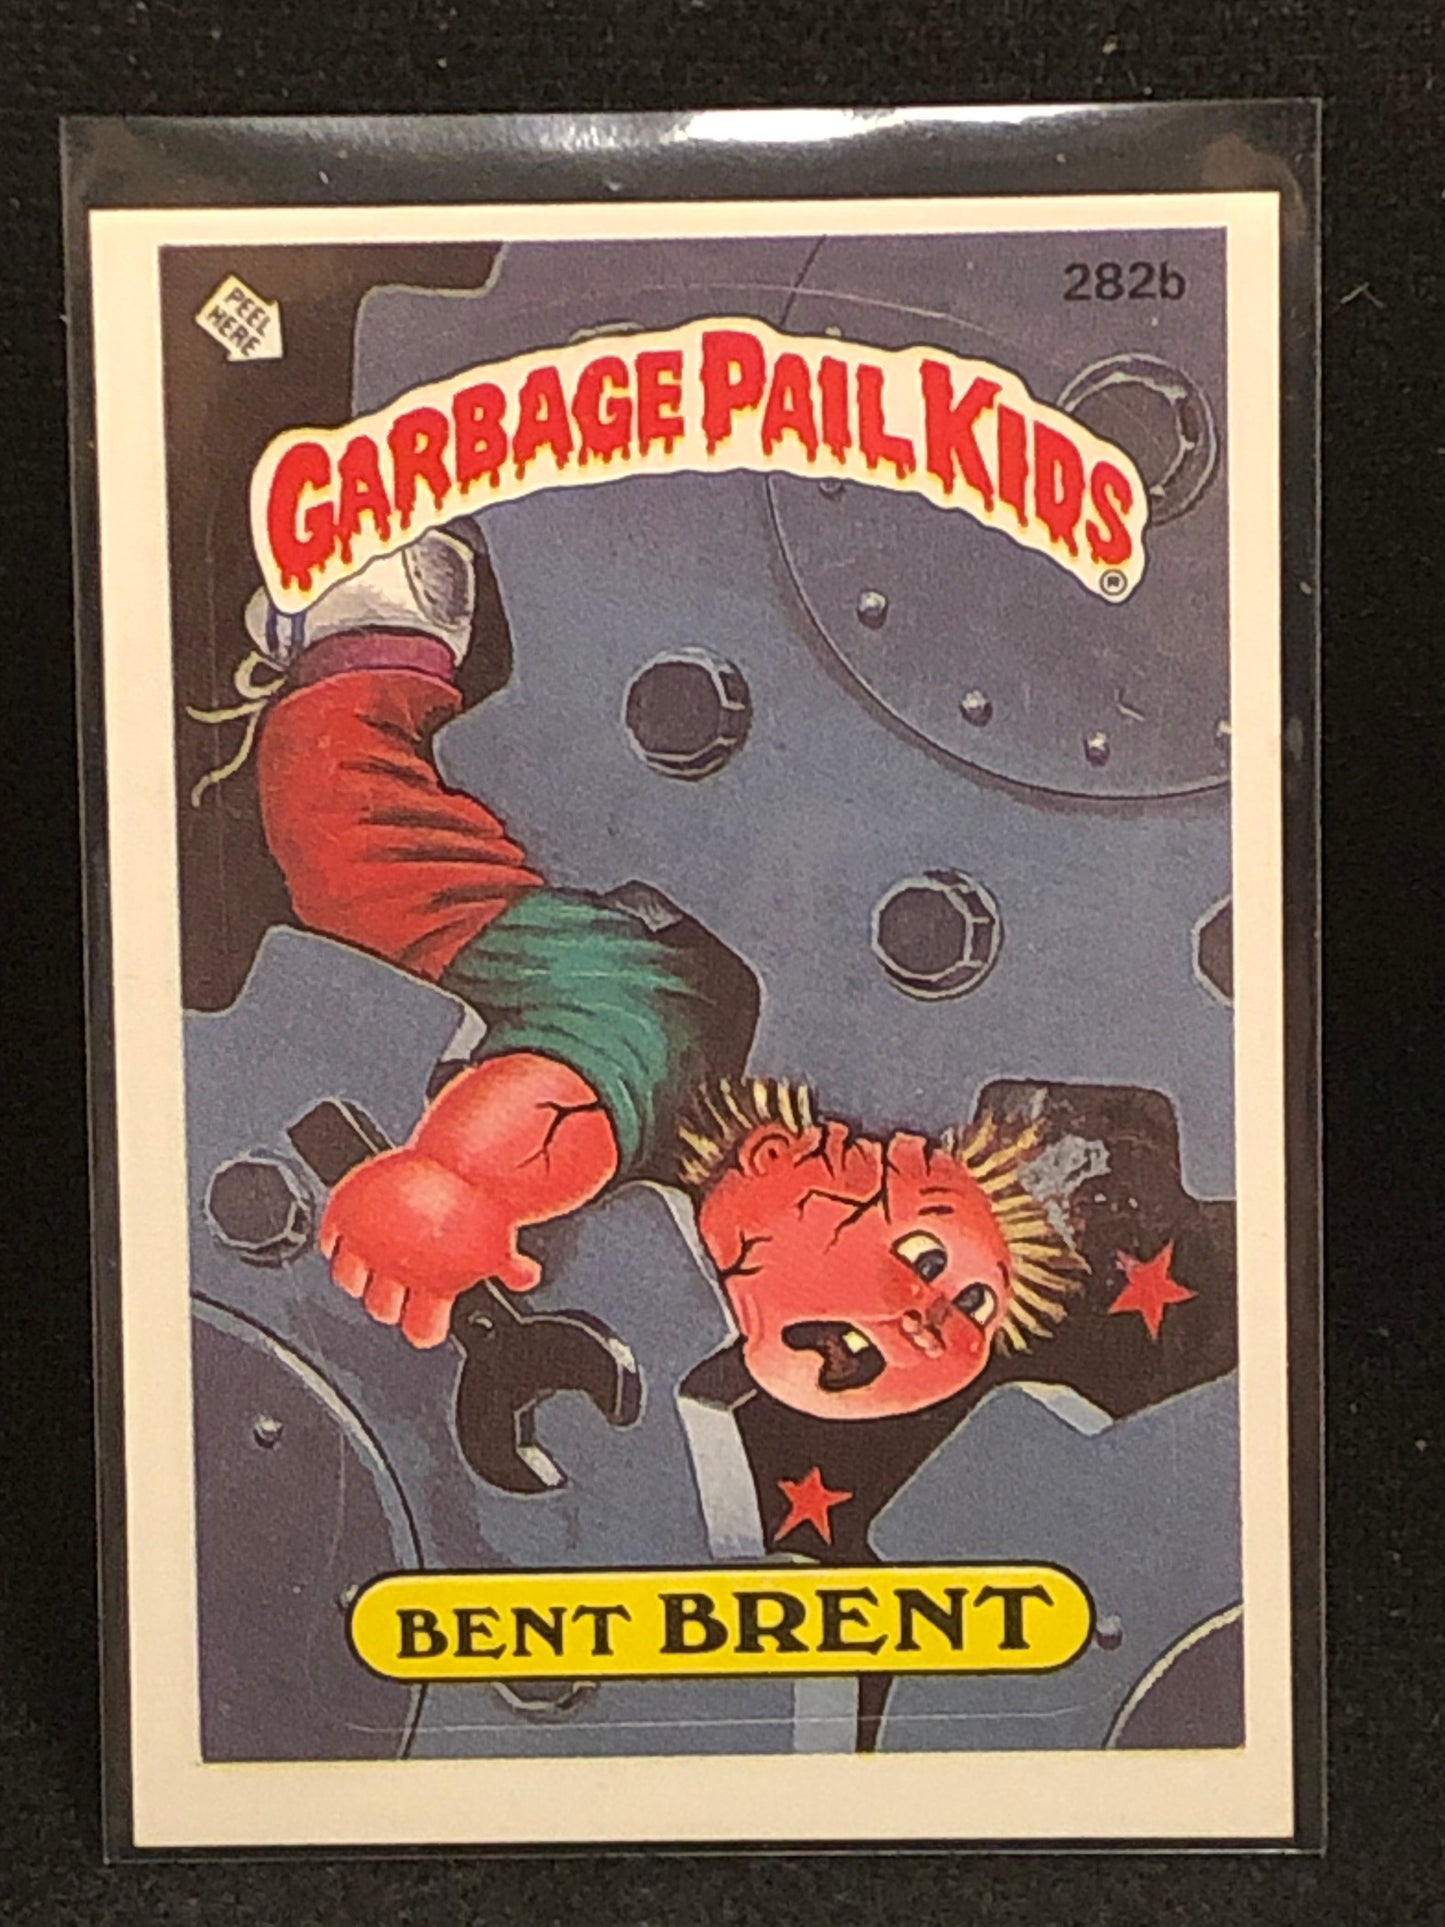 PEEL
HERE
282b
GARBAGE PAIL KIDS
®
BENT BRENT